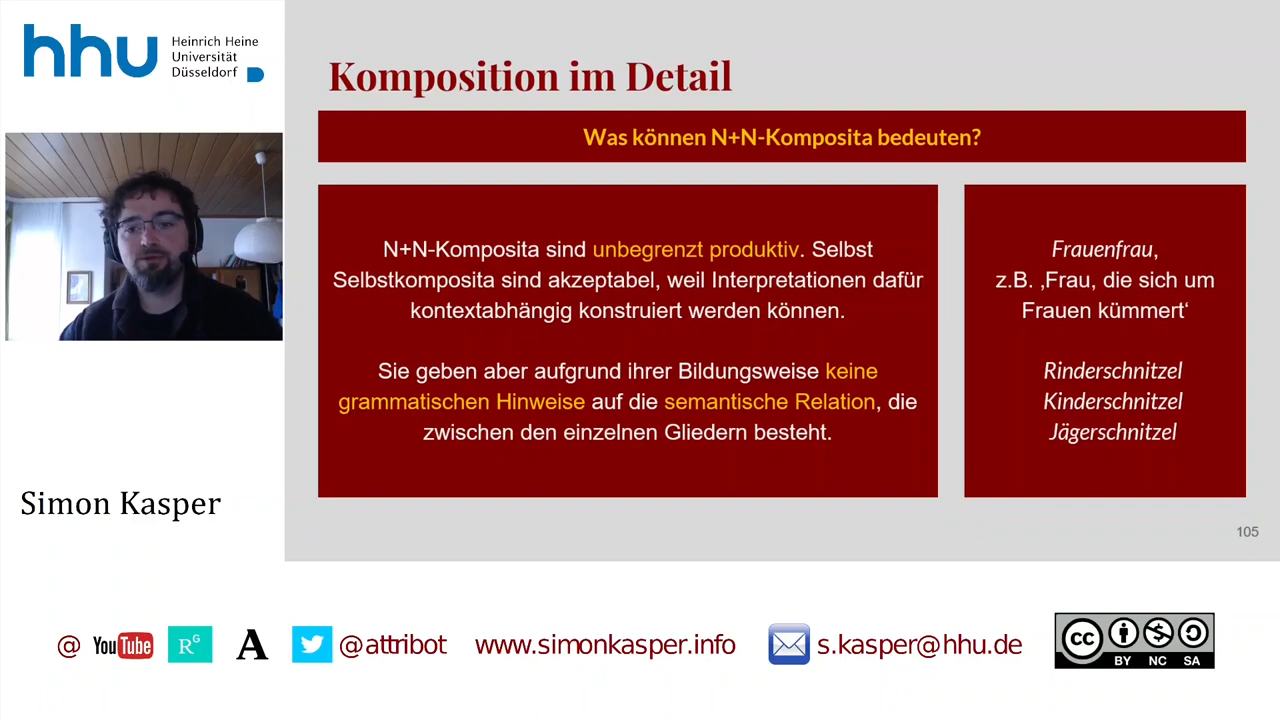 hhu
Heinrich Heine
Universität
Düsseldorf
Komposition im Detail
Was können N+N-Komposita bedeuten?
N+N-Komposita sind unbegrenzt produktiv. Selbst
Selbstkomposita sind akzeptabel, weil Interpretationen dafür
kontextabhängig konstruiert werden können.
Sie geben aber aufgrund ihrer Bildungsweise keine
grammatischen Hinweise auf die semantische Relation, die
zwischen den einzelnen Gliedern besteht.
Frauenfrau,
z.B. ‚Frau, die sich um
Frauen kümmert‘
Rinderschnitzel
Kinderschnitzel
Jägerschnitzel
Simon Kasper
105
@ YouTube RG A @attribot www.simonkasper.info s.kasper@hhu.de
cc
BY NC SA